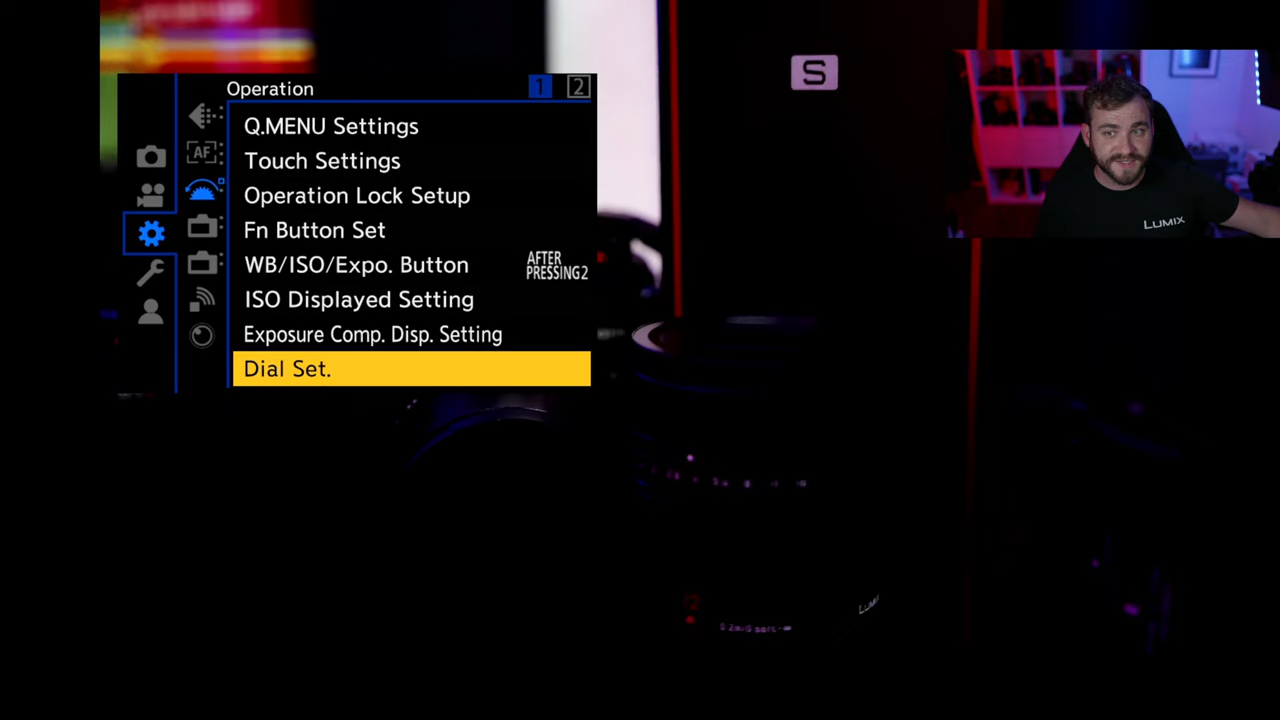 Operation
1 2
Q.MENU Settings
Touch Settings
Operation Lock Setup
Fn Button Set
WB/ISO/Expo. Button AFTER PRESSING2
ISO Displayed Setting
Exposure Comp. Disp. Setting
Dial Set.
AF
S
LUMIX
LUMIX